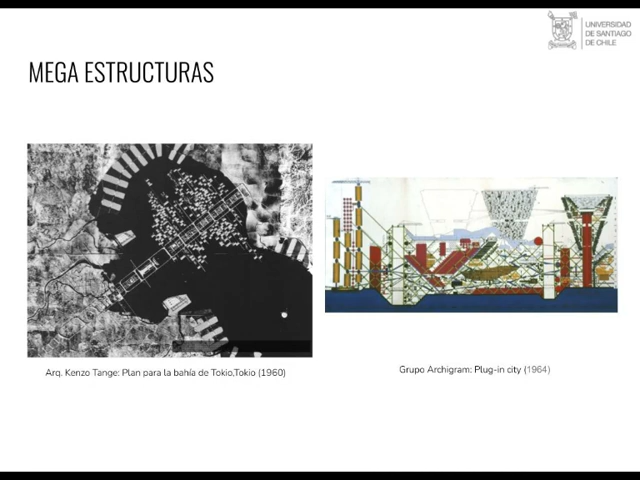 UNIVERSIDAD
DE SANTIAGO
DE CHILE
MEGA ESTRUCTURAS
Arq. Kenzo Tange: Plan para la bahía de Tokio,Tokio (1960)
Grupo Archigram: Plug-in city (1964)